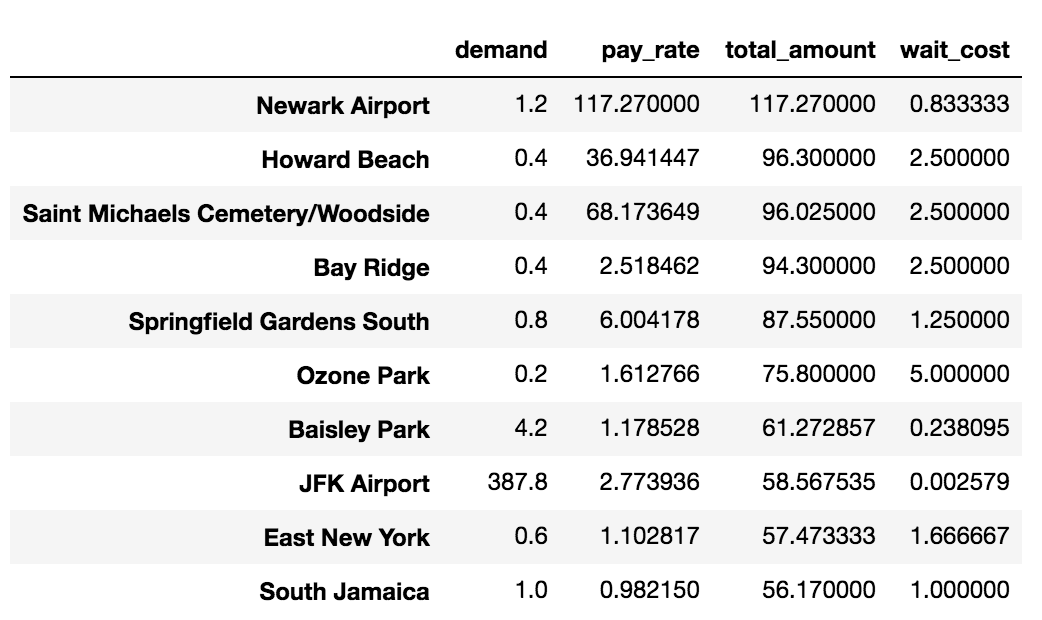 demand pay_rate total_amount wait_cost
Newark Airport 1.2 117.270000 117.270000 0.833333
Howard Beach 0.4 36.941447 96.300000 2.500000
Saint Michaels Cemetery/Woodside 0.4 68.173649 96.025000 2.500000
Bay Ridge 0.4 2.518462 94.300000 2.500000
Springfield Gardens South 0.8 6.004178 87.550000 1.250000
Ozone Park 0.2 1.612766 75.800000 5.000000
Baisley Park 4.2 1.178528 61.272857 0.238095
JFK Airport 387.8 2.773936 58.567535 0.002579
East New York 0.6 1.102817 57.473333 1.666667
South Jamaica 1.0 0.982150 56.170000 1.000000